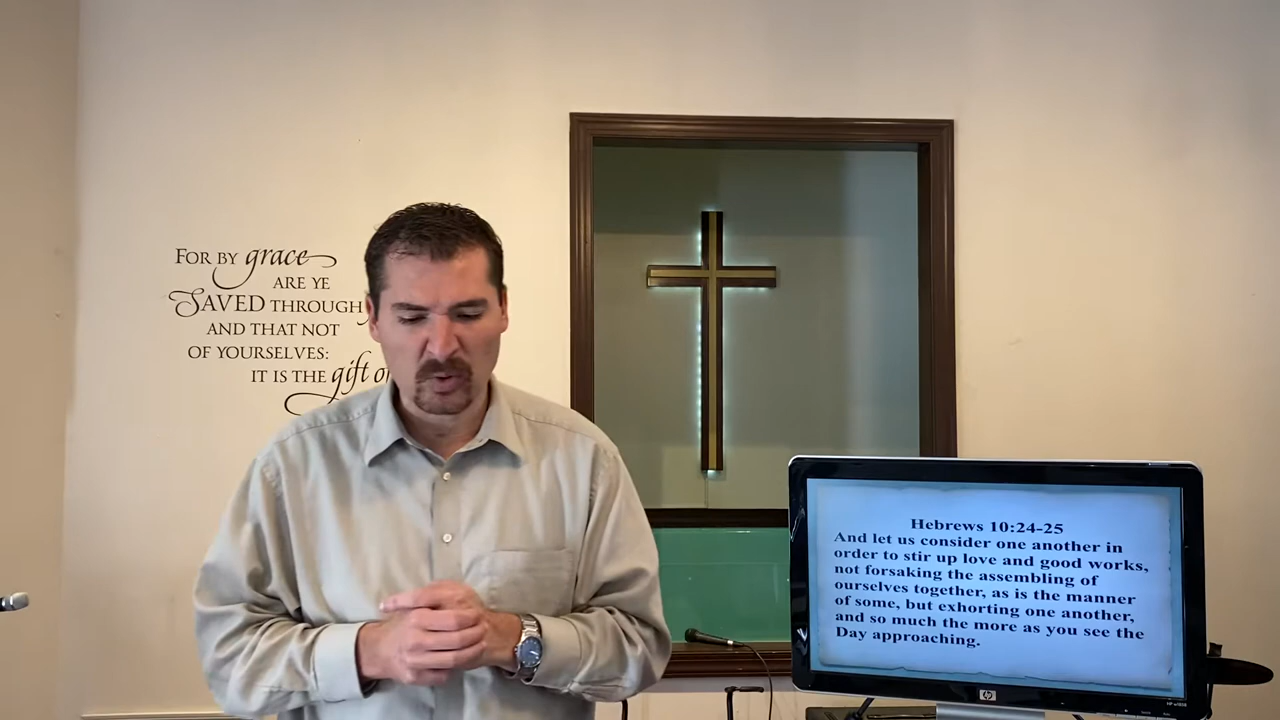 FOR BY grace
ARE YE
SAVED THROUGH
AND THAT NOT
OF YOURSELVES:
IT IS THE gift of
Hebrews 10:24-25
And let us consider one another in
order to stir up love and good works,
not forsaking the assembling of
ourselves together, as is the manner
of some, but exhorting one another,
and so much the more as you see the
Day approaching.
hp